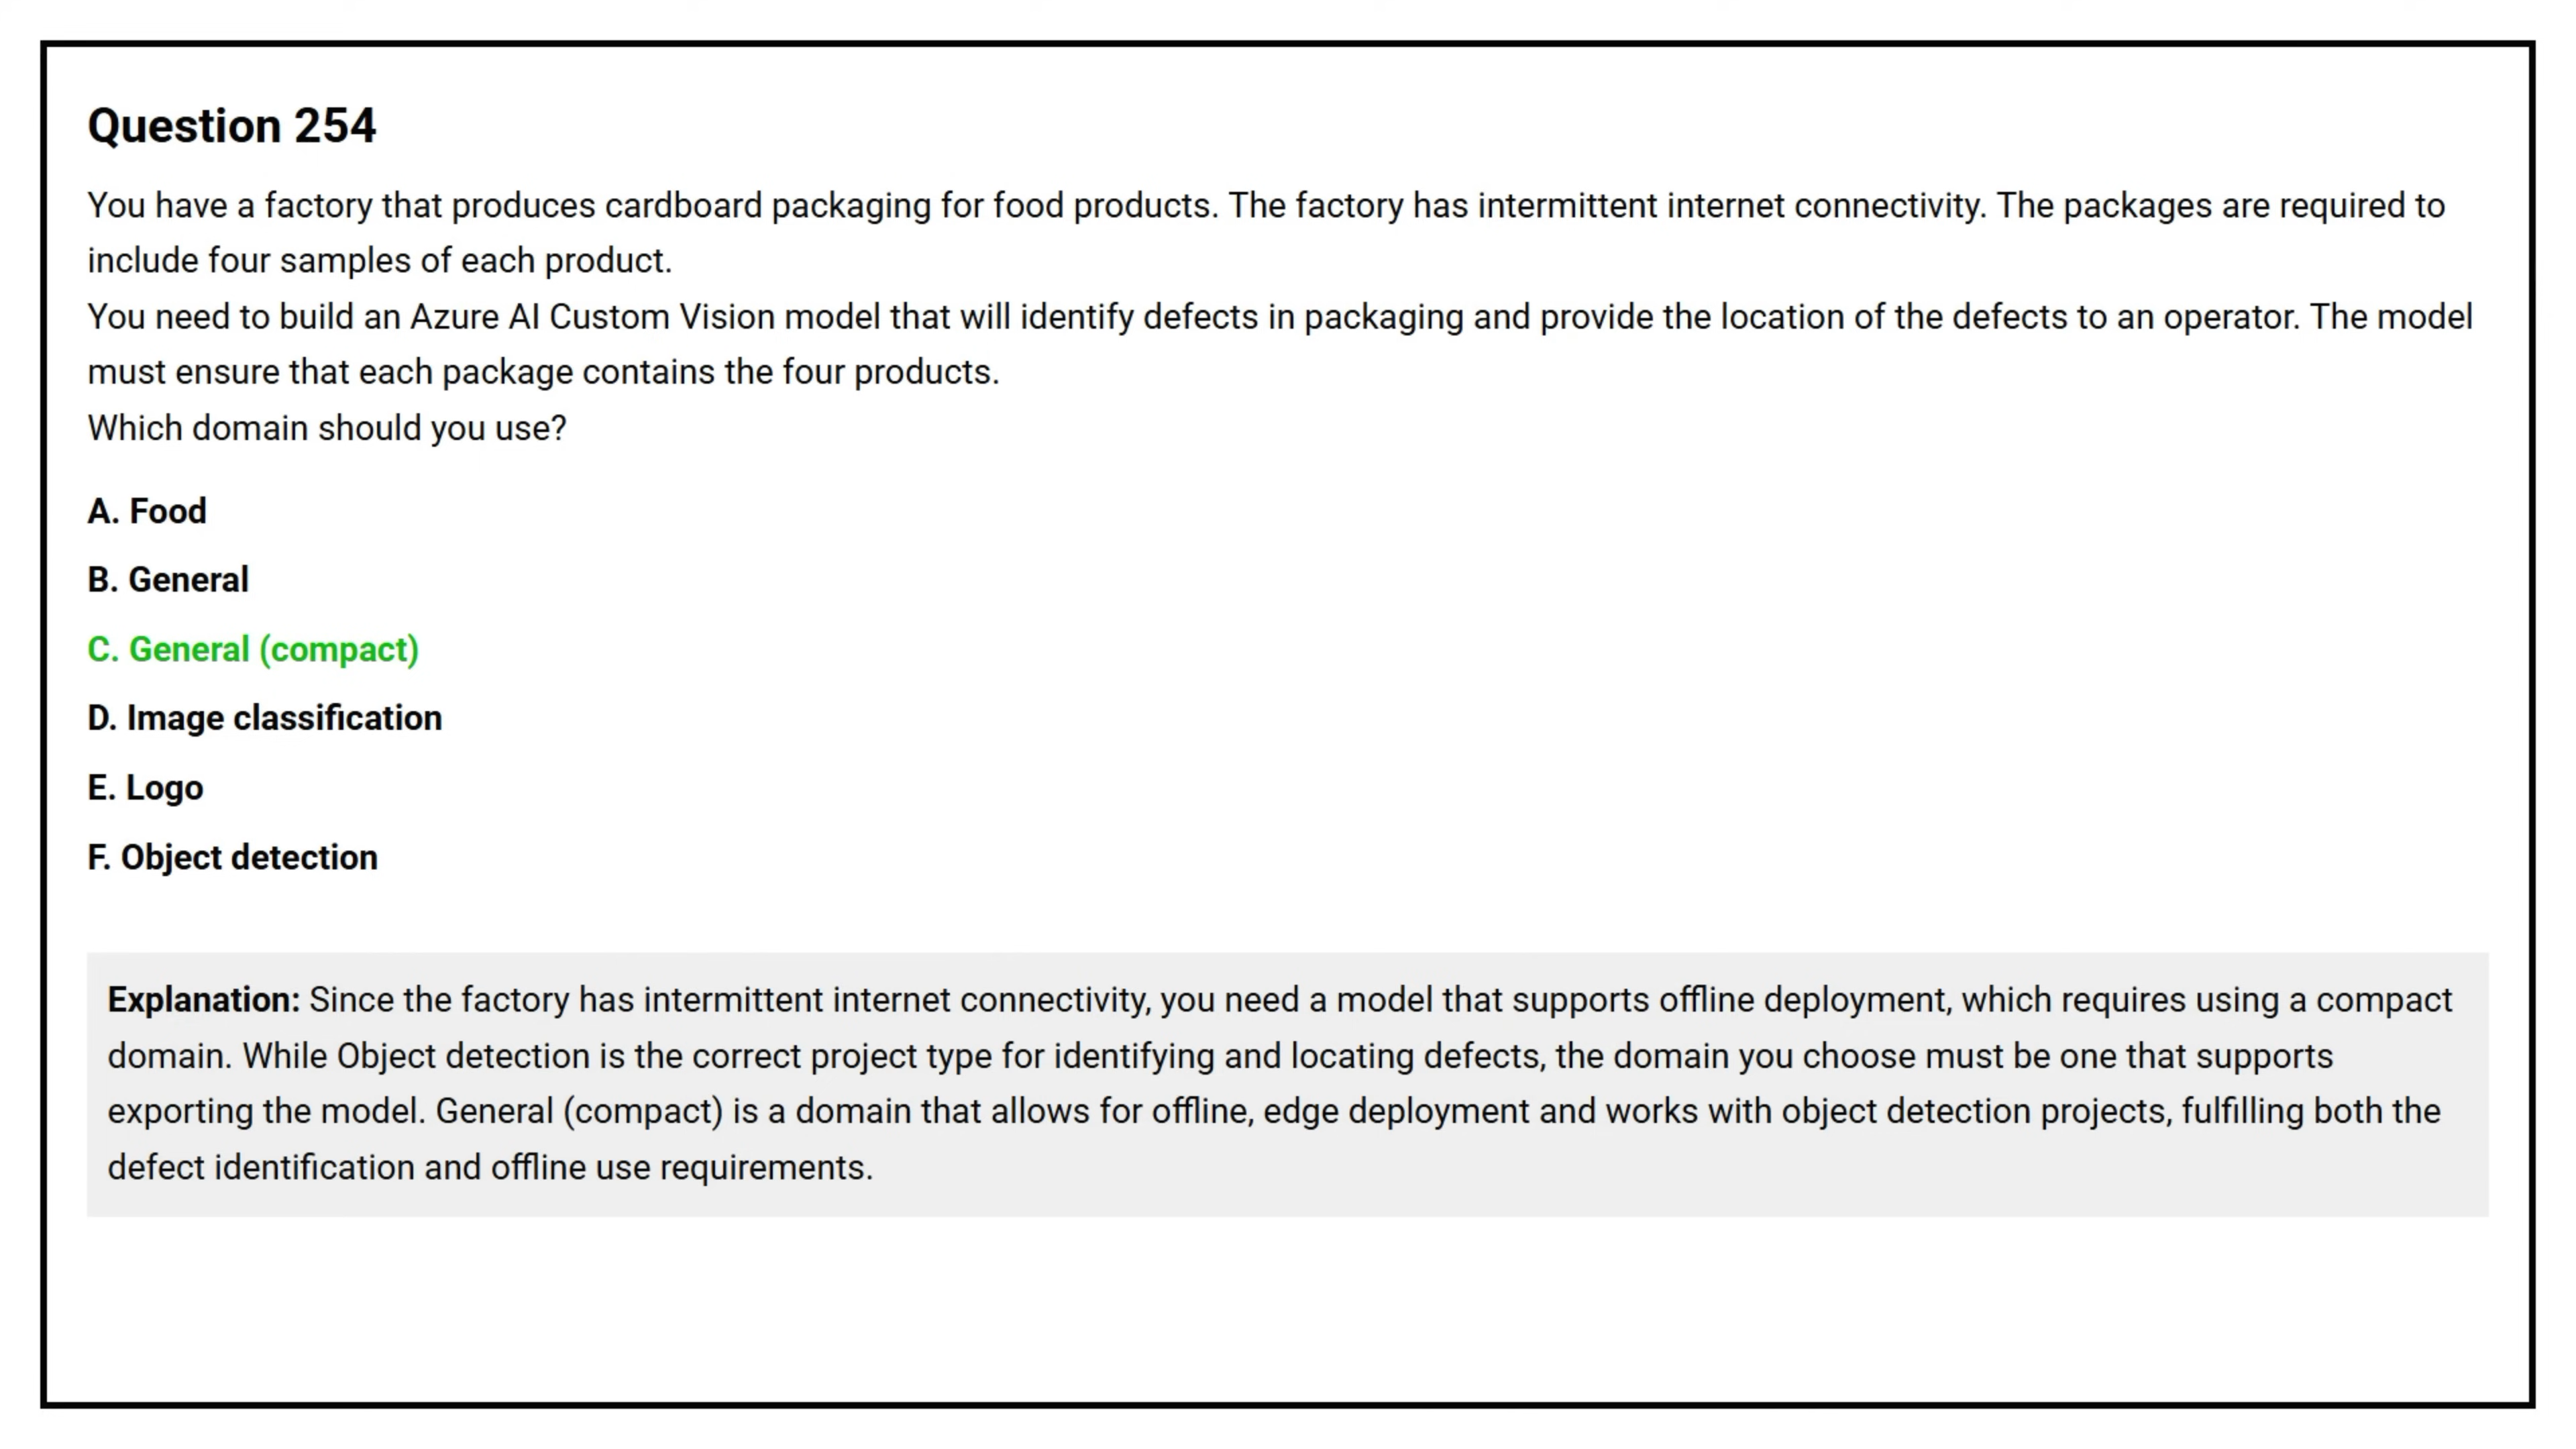 Question 254
You have a factory that produces cardboard packaging for food products. The factory has intermittent internet connectivity. The packages are required to
include four samples of each product.
You need to build an Azure AI Custom Vision model that will identify defects in packaging and provide the location of the defects to an operator. The model
must ensure that each package contains the four products.
Which domain should you use?
A. Food
B. General
C. General (compact)
D. Image classification
E. Logo
F. Object detection
Explanation: Since the factory has intermittent internet connectivity, you need a model that supports offline deployment, which requires using a compact
domain. While Object detection is the correct project type for identifying and locating defects, the domain you choose must be one that supports
exporting the model. General (compact) is a domain that allows for offline, edge deployment and works with object detection projects, fulfilling both the
defect identification and offline use requirements.